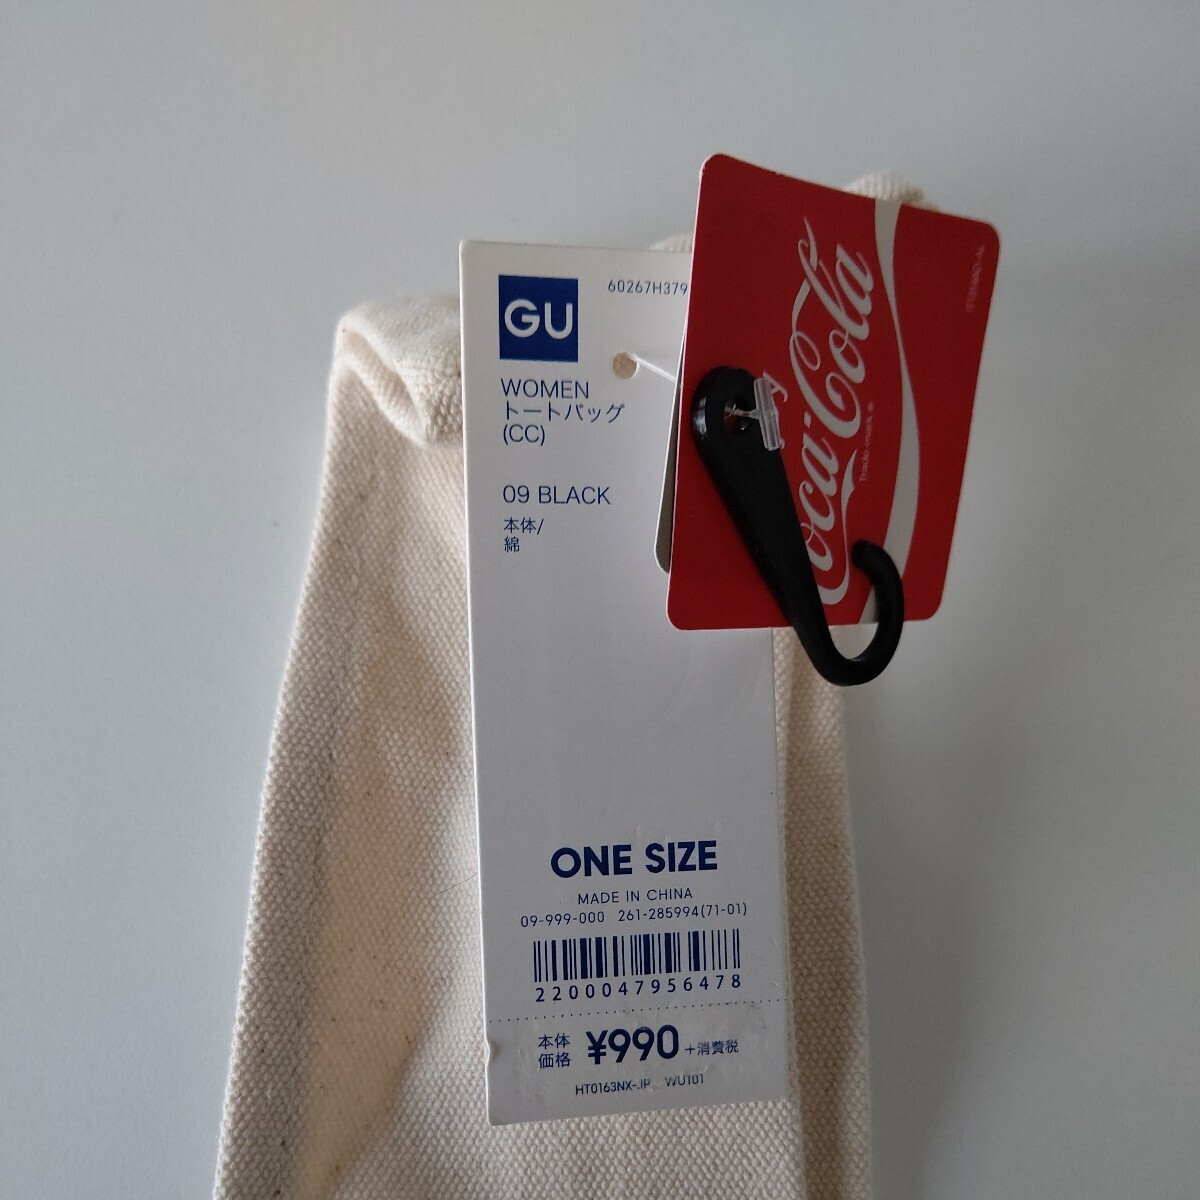 GU
60267H379
WOMEN
トートバッグ
(CC)
09 BLACK
本体/
綿
ONE SIZE
MADE IN CHINA
09-999-000 261-285994(71-01)
2200047956478
本体
価格 ¥990 +消費税
HT0163NX-JP WU101
Coca-Cola
Trade-mark ®